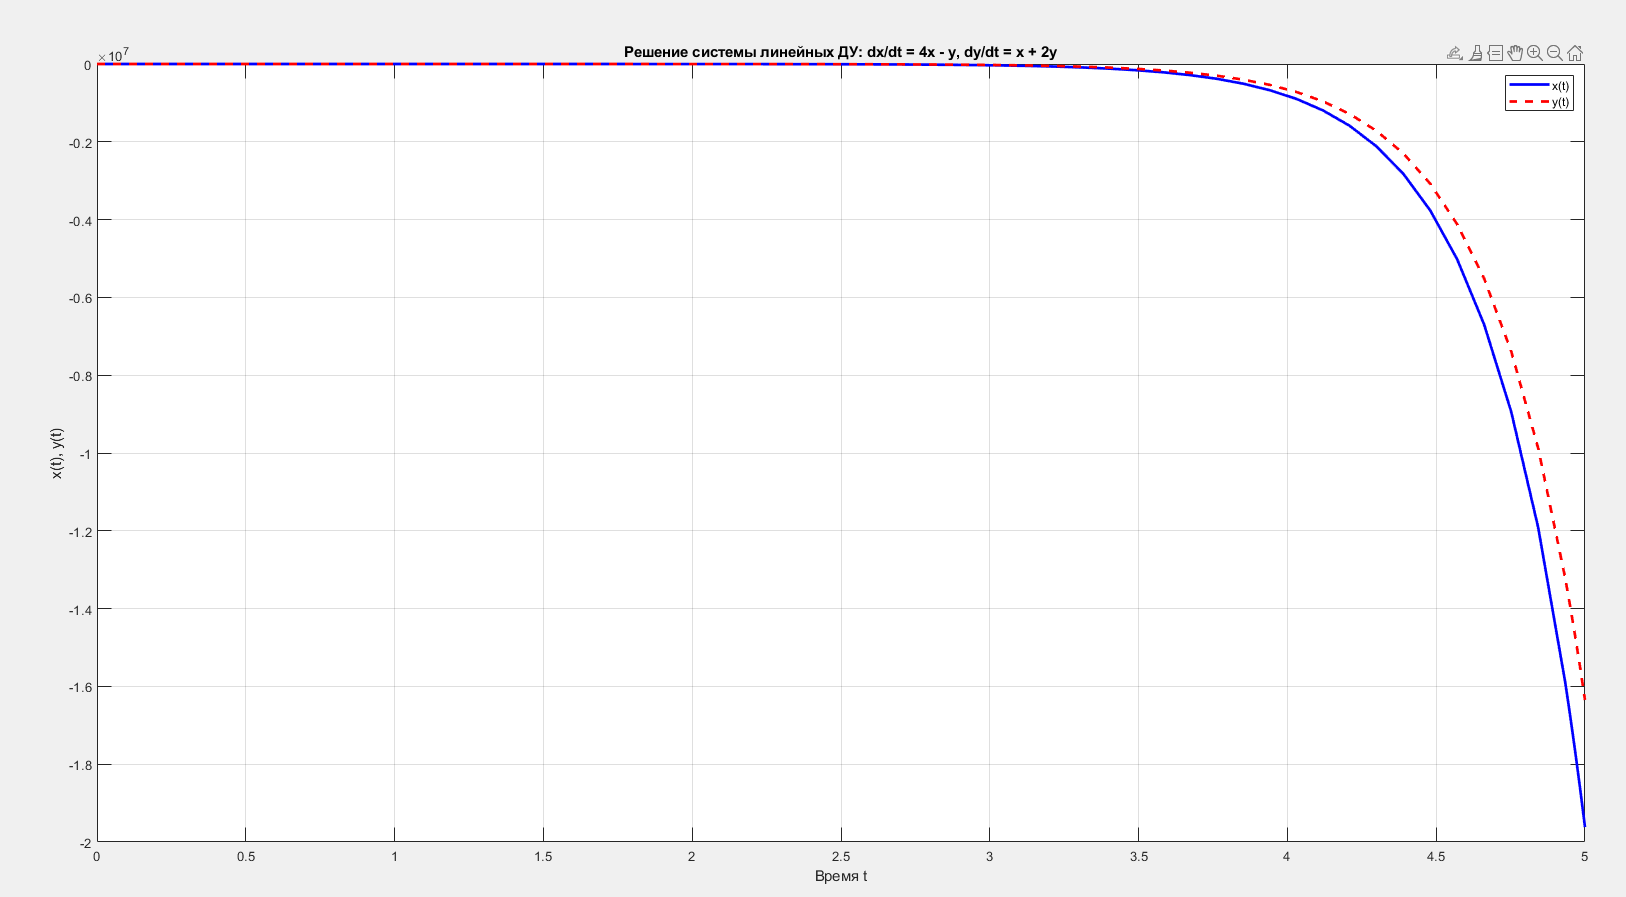 Решение системы линейных ДУ: dx/dt = 4x - y, dy/dt = x + 2y
×10^7
x(t)
y(t)
0
-0.2
-0.4
-0.6
-0.8
-1
-1.2
-1.4
-1.6
-1.8
-2
x(t), y(t)
0 0.5 1 1.5 2 2.5 3 3.5 4 4.5 5
Время t